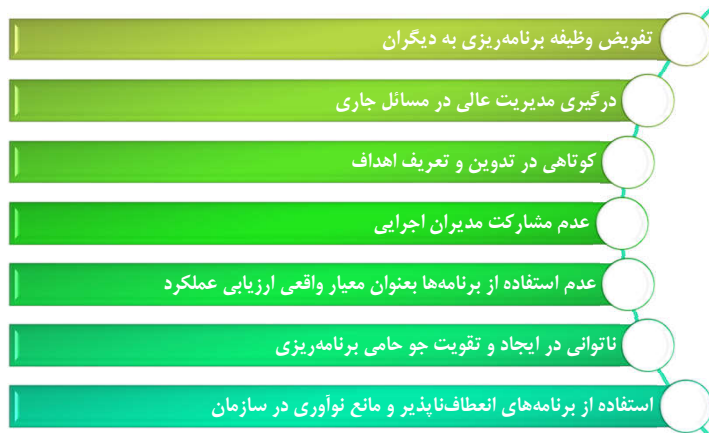 تفویض وظیفه برنامه‌ریزی به دیگران
درگیری مدیریت عالی در مسائل جاری
کوتاهی در تدوین و تعریف اهداف
عدم مشارکت مدیران اجرایی
عدم استفاده از برنامه‌ها بعنوان معیار واقعی ارزیابی عملکرد
ناتوانی در ایجاد و تقویت جو حامی برنامه‌ریزی
استفاده از برنامه‌های انعطاف‌ناپذیر و مانع نوآوری در سازمان